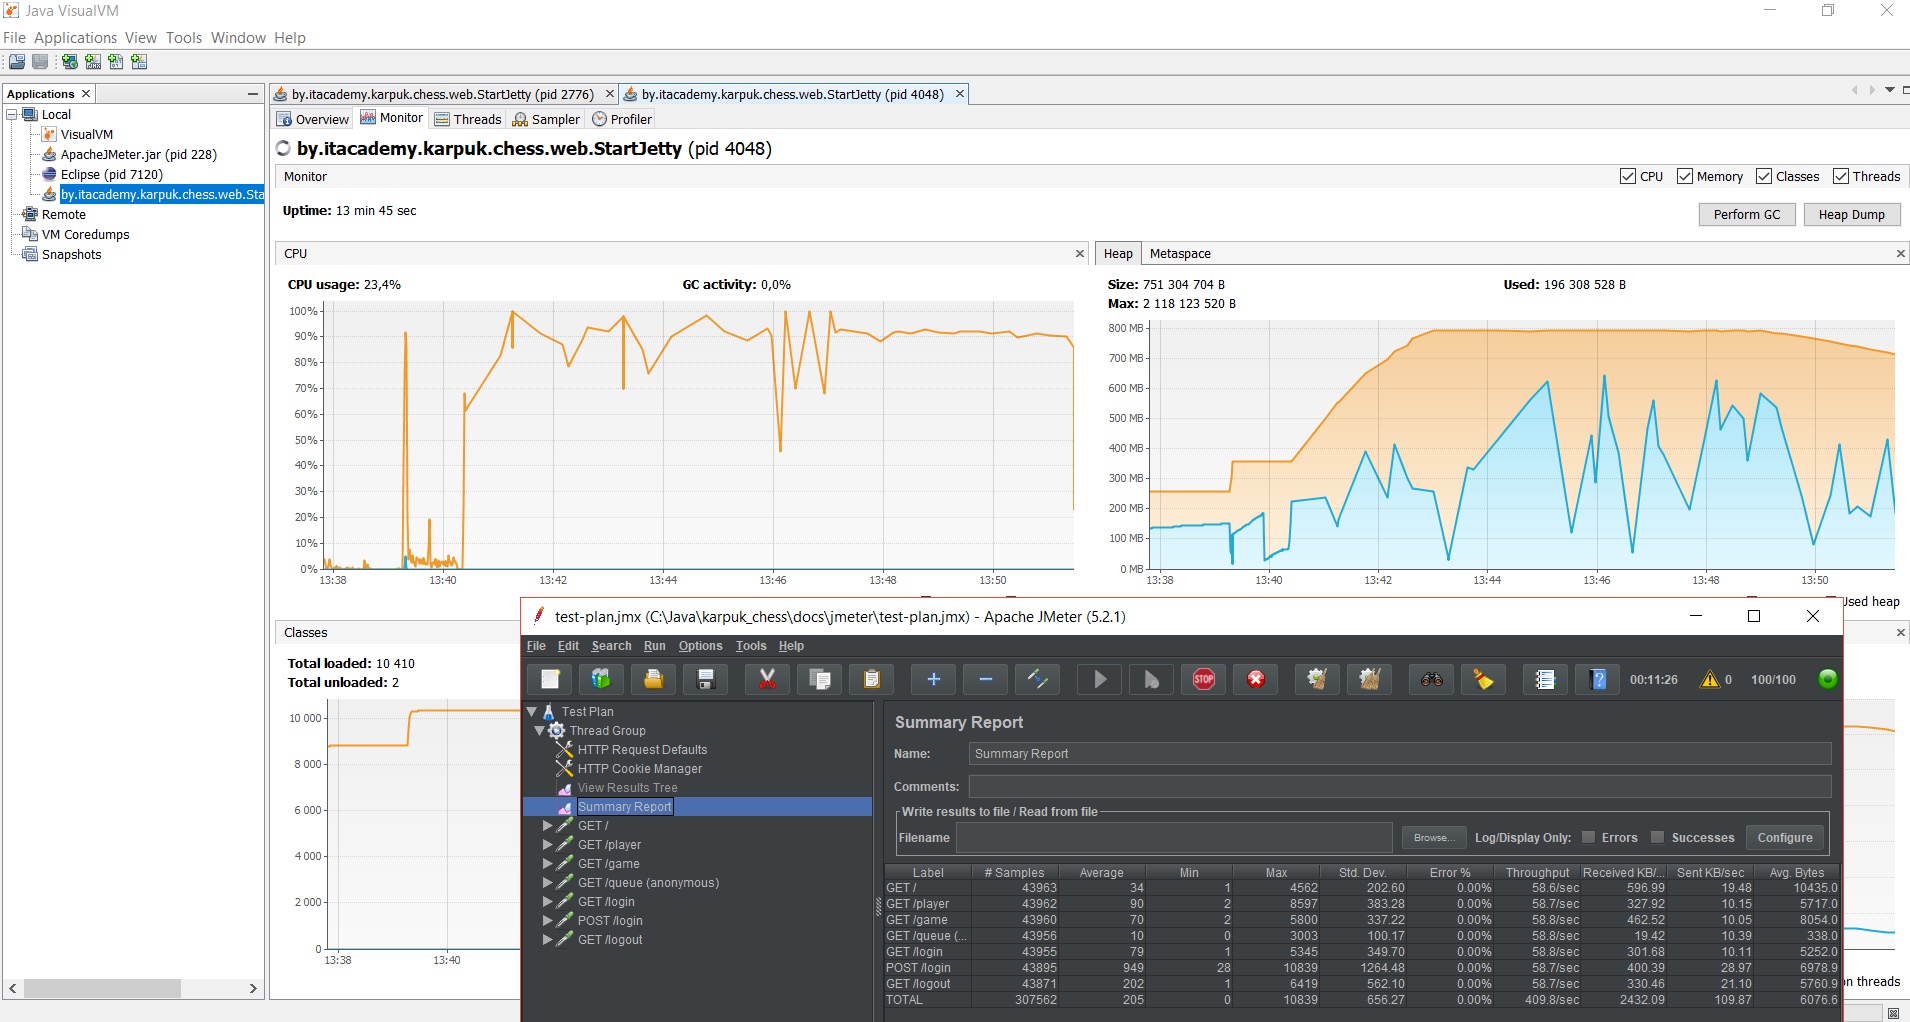 Java VisualVM
File Applications View Tools Window Help
Applications
Local
VisualVM
ApacheJMeter.jar (pid 228)
Eclipse (pid 7120)
by.itacademy.karpuk.chess.web.Sta
Remote
VM Coredumps
Snapshots
by.itacademy.karpuk.chess.web.StartJetty (pid 2776)
by.itacademy.karpuk.chess.web.StartJetty (pid 4048)
Overview Monitor Threads Sampler Profiler
by.itacademy.karpuk.chess.web.StartJetty (pid 4048)
Monitor
CPU Memory Classes Threads
Uptime: 13 min 45 sec
Perform GC Heap Dump
CPU
CPU usage: 23,4% GC activity: 0,0%
100%
90%
80%
70%
60%
50%
40%
30%
20%
10%
0%
13:38 13:40 13:42 13:44 13:46 13:48 13:50
Heap Metaspace
Size: 751 304 704 B Used: 196 308 528 B
Max: 2 118 123 520 B
800 MB
700 MB
600 MB
500 MB
400 MB
300 MB
200 MB
100 MB
0 MB
13:38 13:40 13:42 13:44 13:46 13:48 13:50
Used heap
Classes
Total loaded: 10 410
Total unloaded: 2
10 000
8 000
6 000
4 000
2 000
0
13:38 13:40
on threads
test-plan.jmx (C:\Java\karpuk_chess\docs\jmeter\test-plan.jmx) - Apache JMeter (5.2.1)
File Edit Search Run Options Tools Help
STOP
00:11:26 0 100/100
Test Plan
Thread Group
HTTP Request Defaults
HTTP Cookie Manager
View Results Tree
Summary Report
GET /
GET /player
GET /game
GET /queue (anonymous)
GET /login
POST /login
GET /logout
Summary Report
Name: Summary Report
Comments:
Write results to file / Read from file
Filename Browse... Log/Display Only: Errors Successes Configure
Label # Samples Average Min Max Std. Dev. Error % Throughput Received KB/... Sent KB/sec Avg. Bytes
GET / 43963 34 1 4562 202.60 0.00% 58.6/sec 596.99 19.48 10435.0
GET /player 43962 90 2 8597 383.28 0.00% 58.7/sec 327.92 10.15 5717.0
GET /game 43960 70 2 5800 337.22 0.00% 58.8/sec 462.52 10.05 8054.0
GET /queue (... 43956 10 0 3003 100.17 0.00% 58.8/sec 19.42 10.39 338.0
GET /login 43955 79 1 5345 349.70 0.00% 58.8/sec 301.68 10.11 5252.0
POST /login 43895 949 28 10839 1264.48 0.00% 58.7/sec 400.39 28.97 6978.9
GET /logout 43871 202 1 6419 562.10 0.00% 58.7/sec 330.46 21.10 5760.9
TOTAL 307562 205 0 10839 656.27 0.00% 409.8/sec 2432.09 109.87 6076.6